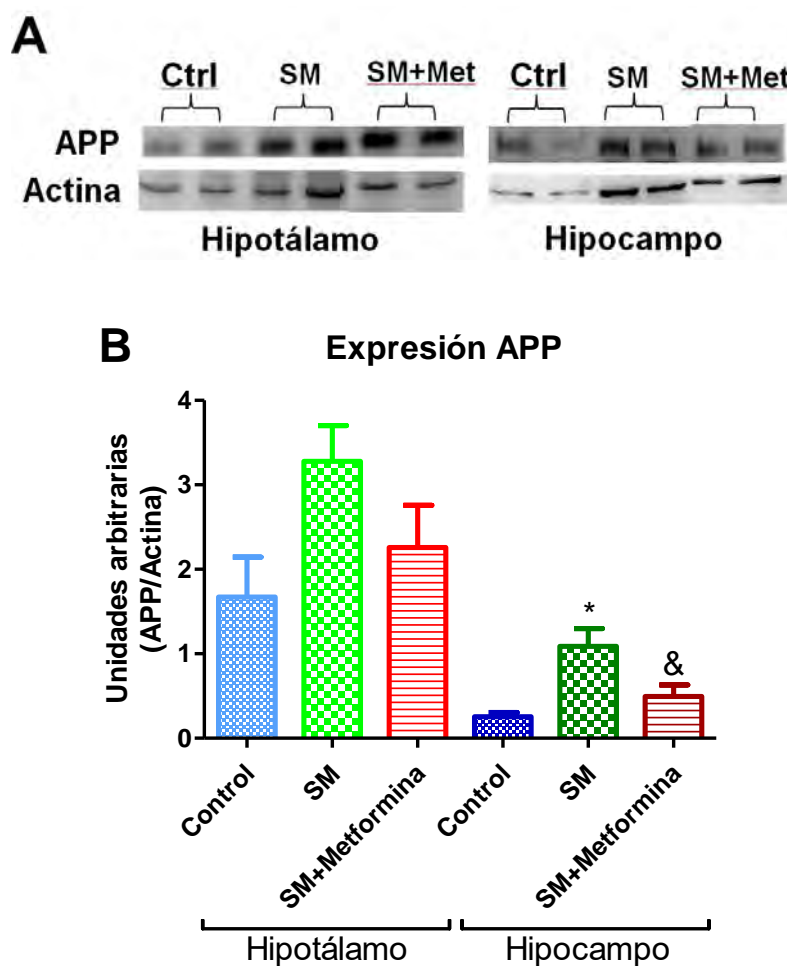 A
Ctrl SM SM+Met Ctrl SM SM+Met
APP
Actina
Hipotálamo Hipocampo
B Expresión APP
Unidades arbitrarias
(APP/Actina)
4
3
2
1
0
*
&
Control SM SM+Metformina Control SM SM+Metformina
Hipotálamo Hipocampo